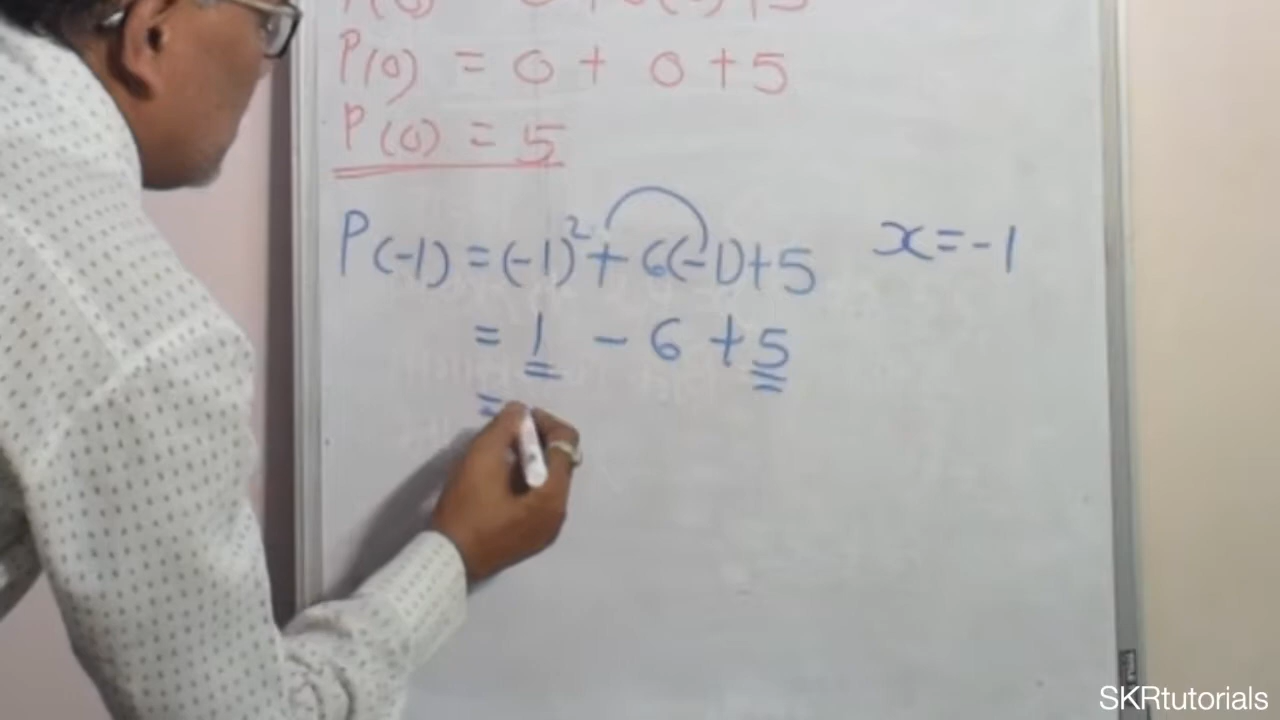 P(0) = 0 + 0 + 5
P(0) = 5
P(-1) = (-1)² + 6(-1) + 5 x = -1
= 1 - 6 + 5
=
SKRtutorials